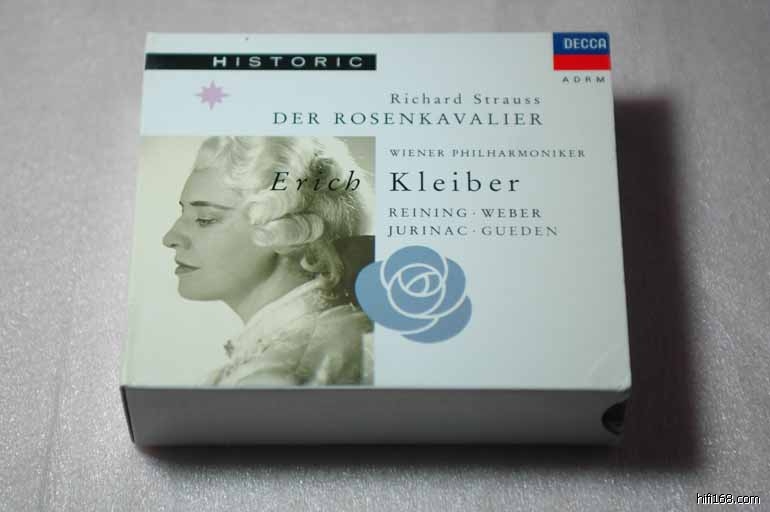 HISTORIC
DECCA
ADRM
Richard Strauss
DER ROSENKAVALIER
WIENER PHILHARMONIKER
Erich Kleiber
REINING · WEBER
JURINAC · GUEDEN
hifi168.com